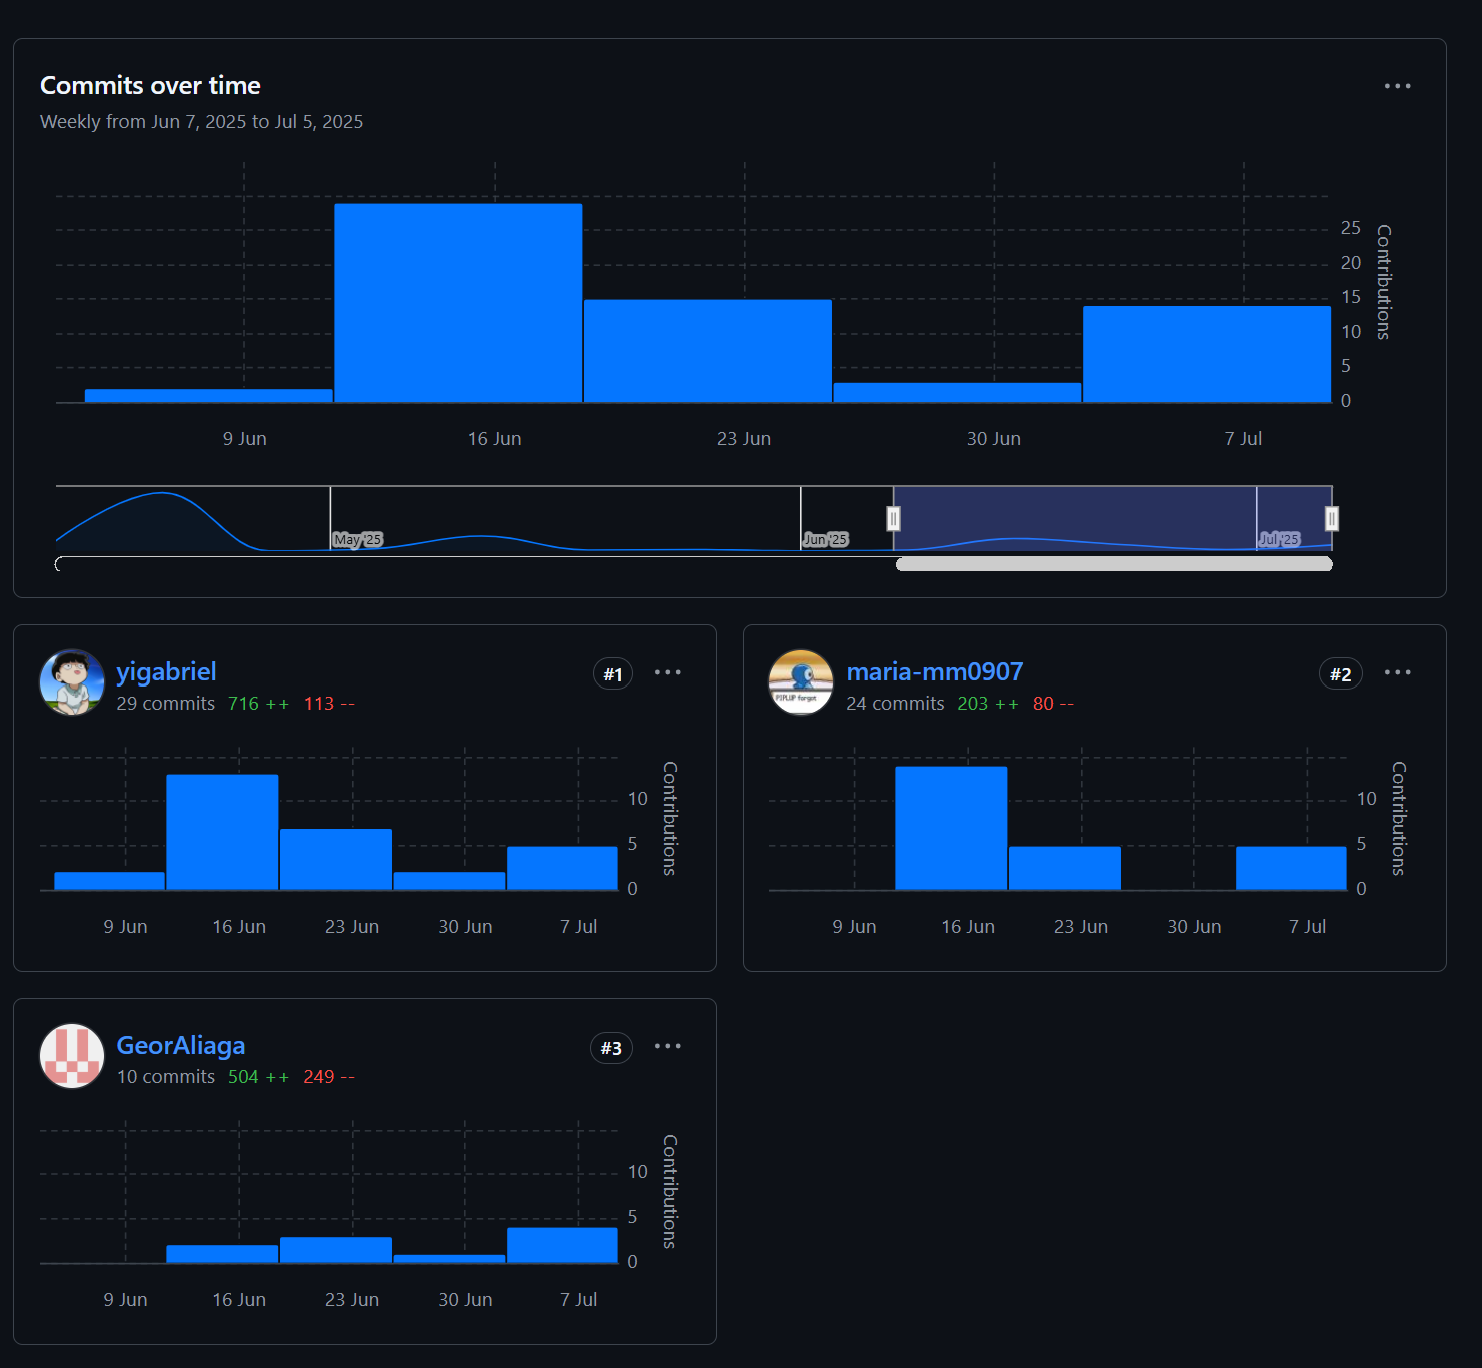 Commits over time
Weekly from Jun 7, 2025 to Jul 5, 2025
25
20
15
10
5
0
Contributions
9 Jun
16 Jun
23 Jun
30 Jun
7 Jul
May '25
Jun '25
Jul '25
yigabriel
#1
29 commits 716 ++ 113 --
10
5
0
Contributions
9 Jun
16 Jun
23 Jun
30 Jun
7 Jul
maria-mm0907
#2
PIPLUP forgot
24 commits 203 ++ 80 --
10
5
0
Contributions
9 Jun
16 Jun
23 Jun
30 Jun
7 Jul
GeorAliaga
#3
10 commits 504 ++ 249 --
10
5
0
Contributions
9 Jun
16 Jun
23 Jun
30 Jun
7 Jul